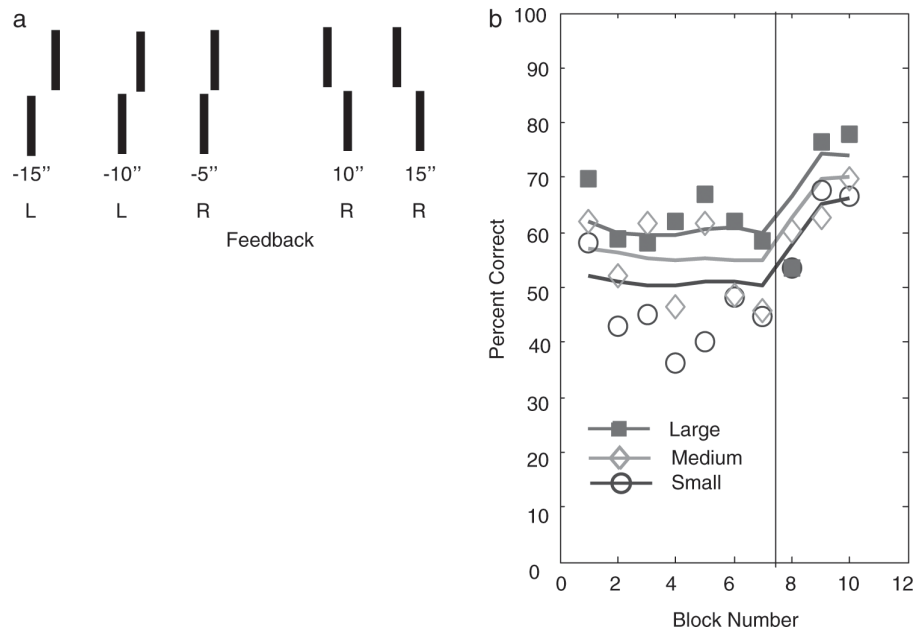 a
-15” -10” -5” 10” 15”
L L R R R
Feedback
b
Percent Correct
100
90
80
70
60
50
40
30
20
10
0
Large
Medium
Small
0 2 4 6 8 10 12
Block Number